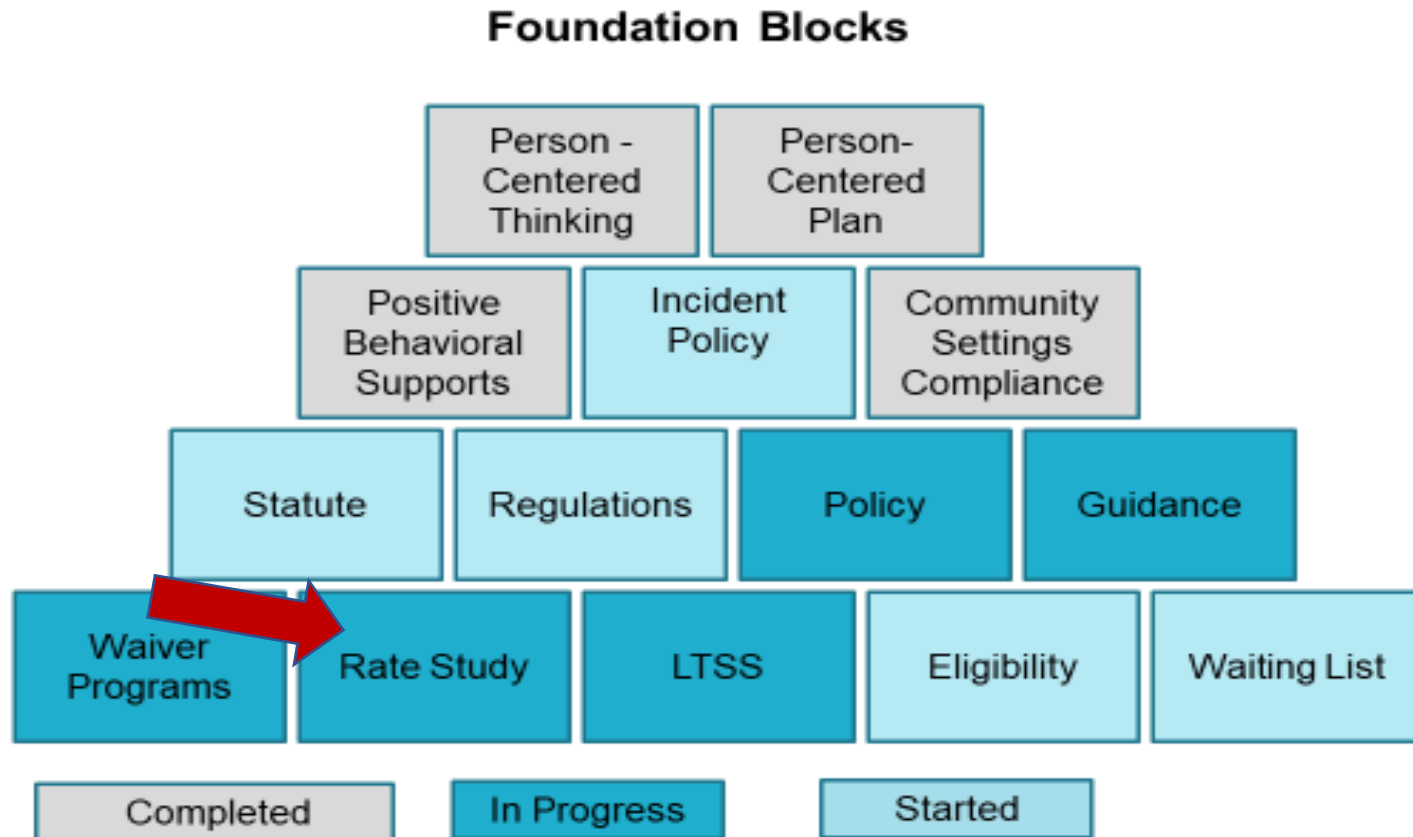 Foundation Blocks
Person -
Centered
Thinking
Person-
Centered
Plan
Positive
Behavioral
Supports
Incident
Policy
Community
Settings
Compliance
Statute
Regulations
Policy
Guidance
Waiver
Programs
Rate Study
LTSS
Eligibility
Waiting List
Completed
In Progress
Started